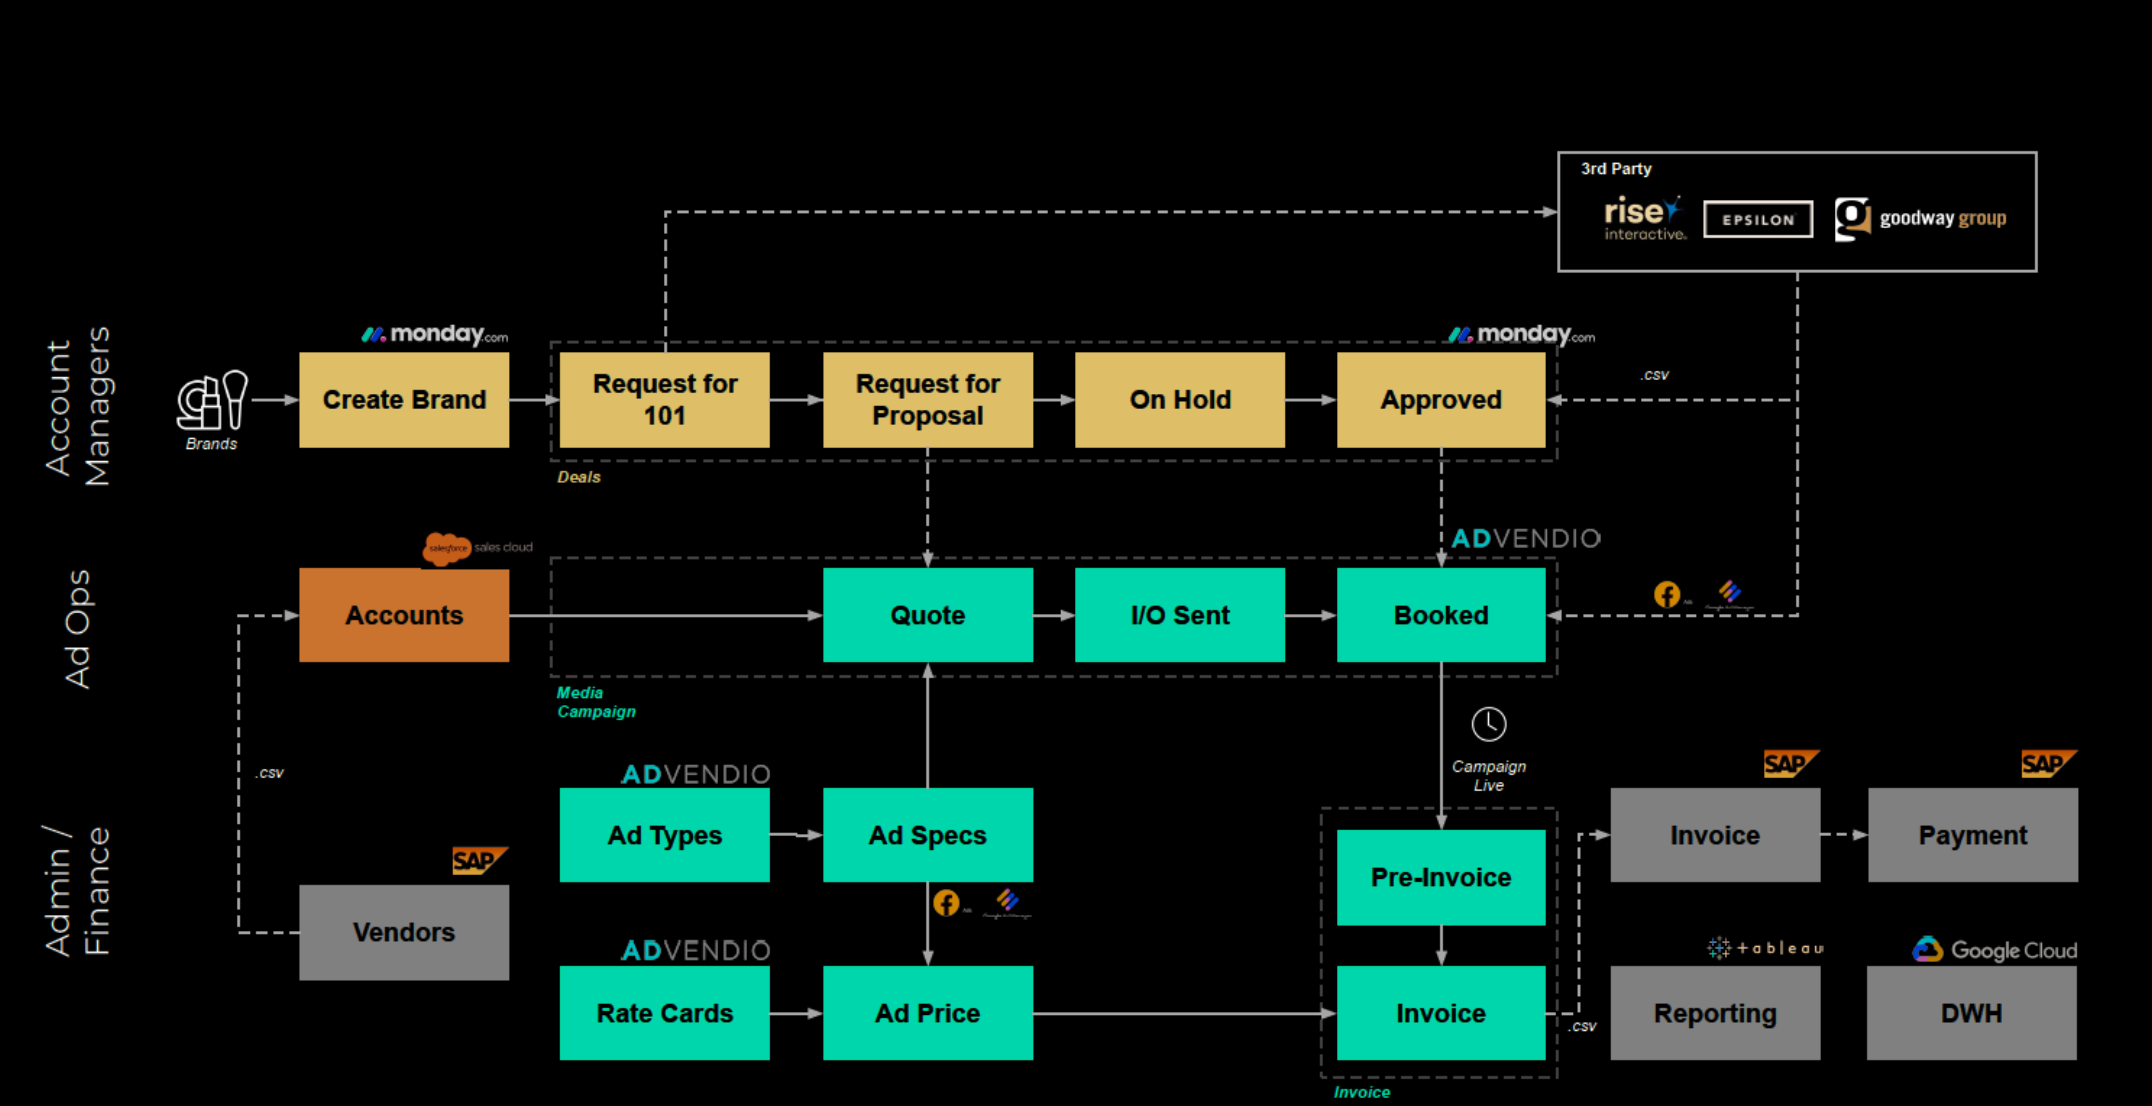 3rd Party
rise
interactive
EPSILON
goodway group
Account
Managers
monday.com
monday.com
Brands
Create Brand
Request for
101
Request for
Proposal
On Hold
Approved
.csv
Deals
Ad Ops
salesforce sales cloud
ADVENDIO
Accounts
Quote
I/O Sent
Booked
Media
Campaign
.csv
Campaign
Live
Admin /
Finance
ADVENDIO
SAP
SAP
Ad Types
Ad Specs
Invoice
Payment
Pre-Invoice
SAP
Vendors
ADVENDIO
tableau
Google Cloud
Rate Cards
Ad Price
Invoice
.csv
Reporting
DWH
Invoice